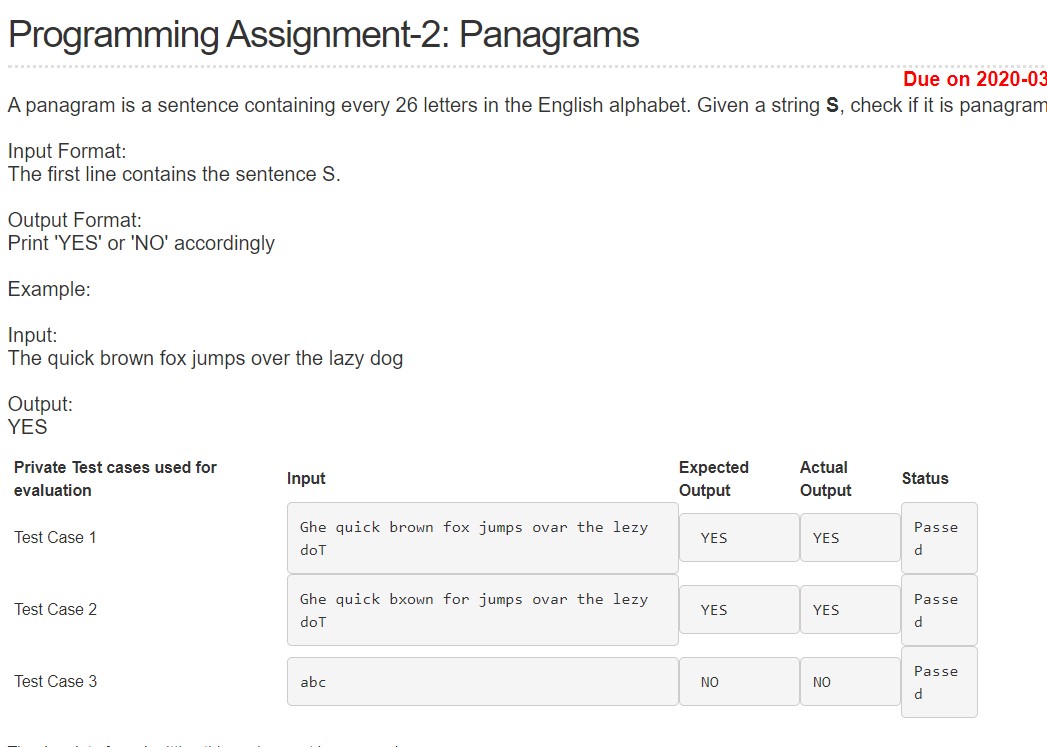 Programming Assignment-2: Panagrams
Due on 2020-03
A panagram is a sentence containing every 26 letters in the English alphabet. Given a string S, check if it is panagram
Input Format:
The first line contains the sentence S.
Output Format:
Print 'YES' or 'NO' accordingly
Example:
Input:
The quick brown fox jumps over the lazy dog
Output:
YES
Private Test cases used for
evaluation
Input
Expected
Output
Actual
Output
Status
Test Case 1
Ghe quick brown fox jumps ovar the lezy
doT
YES
YES
Passe
d
Test Case 2
Ghe quick bxown for jumps ovar the lezy
doT
YES
YES
Passe
d
Test Case 3
abc
NO
NO
Passe
d